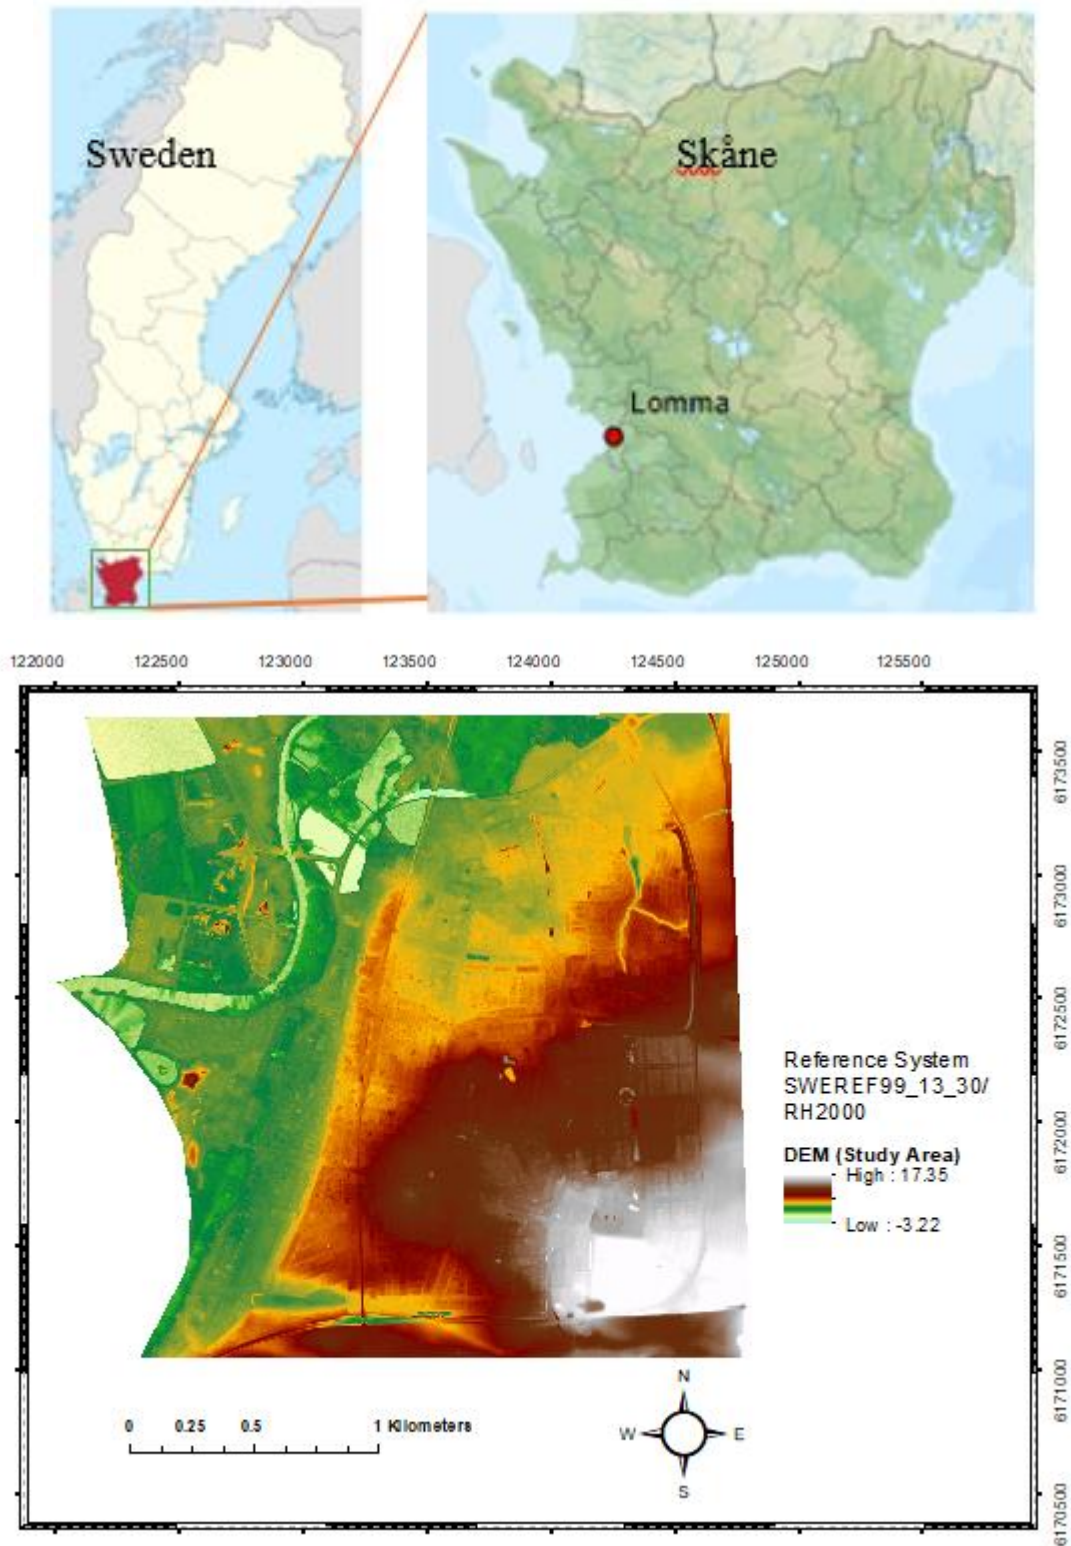 Sweden
Skåne
Lomma
122000 122500 123000 123500 124000 124500 125000 125500
6173500
6173000
6172500
6172000
6171500
6171000
6170500
Reference System
SWEREF99_13_30/
RH2000
DEM (Study Area)
High : 17.35
Low : -3.22
0 0.25 0.5 1 Kilometers
N
W E
S